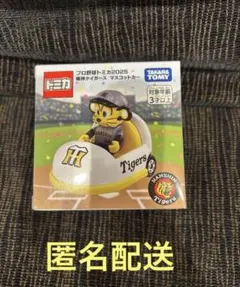 トミカ
プロ野球トミカ2025
阪神タイガース マスコットカー
TAKARA
TOMY
対象年齢
3才以上
Tigers
HANSHIN
Tigers
匿名配送